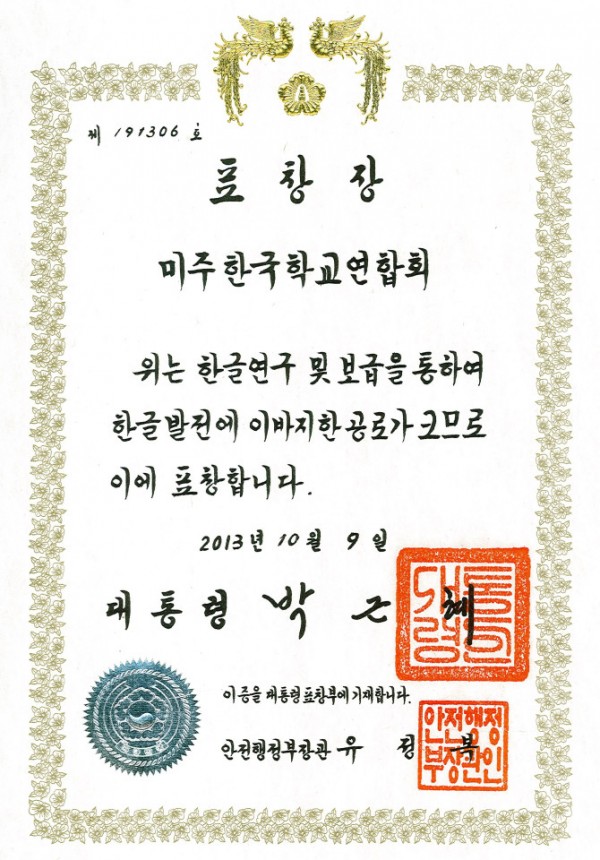 제 191306 호
표창장
미주한국학교연합회
위는 한글연구 및 보급을 통하여
한글발전에 이바지한 공로가 크므로
이에 표창합니다.
2013년 10월 9일
대통령 박근혜
대통령인
이 증을 대통령표창부에 기재합니다.
안전행정부장관 유정복
안전행정
부장관인